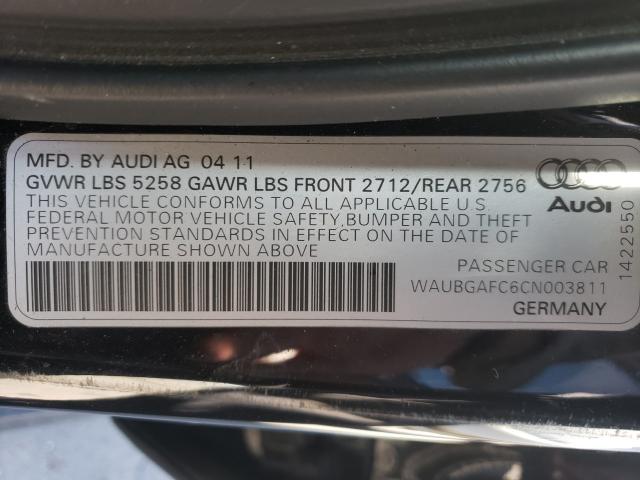 MFD. BY AUDI AG 04 11
GVWR LBS 5258 GAWR LBS FRONT 2712/REAR 2756
THIS VEHICLE CONFORMS TO ALL APPLICABLE U.S
FEDERAL MOTOR VEHICLE SAFETY, BUMPER AND THEFT
PREVENTION STANDARDS IN EFFECT ON THE DATE OF
MANUFACTURE SHOWN ABOVE
PASSENGER CAR
WAUBGAFC6CN003811
GERMANY
Audi
1422550